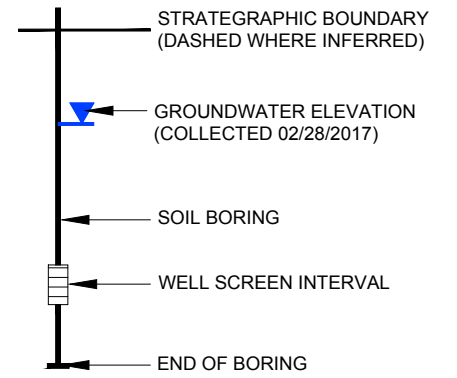 STRATEGRAPHIC BOUNDARY
(DASHED WHERE INFERRED)
GROUNDWATER ELEVATION
(COLLECTED 02/28/2017)
SOIL BORING
WELL SCREEN INTERVAL
END OF BORING